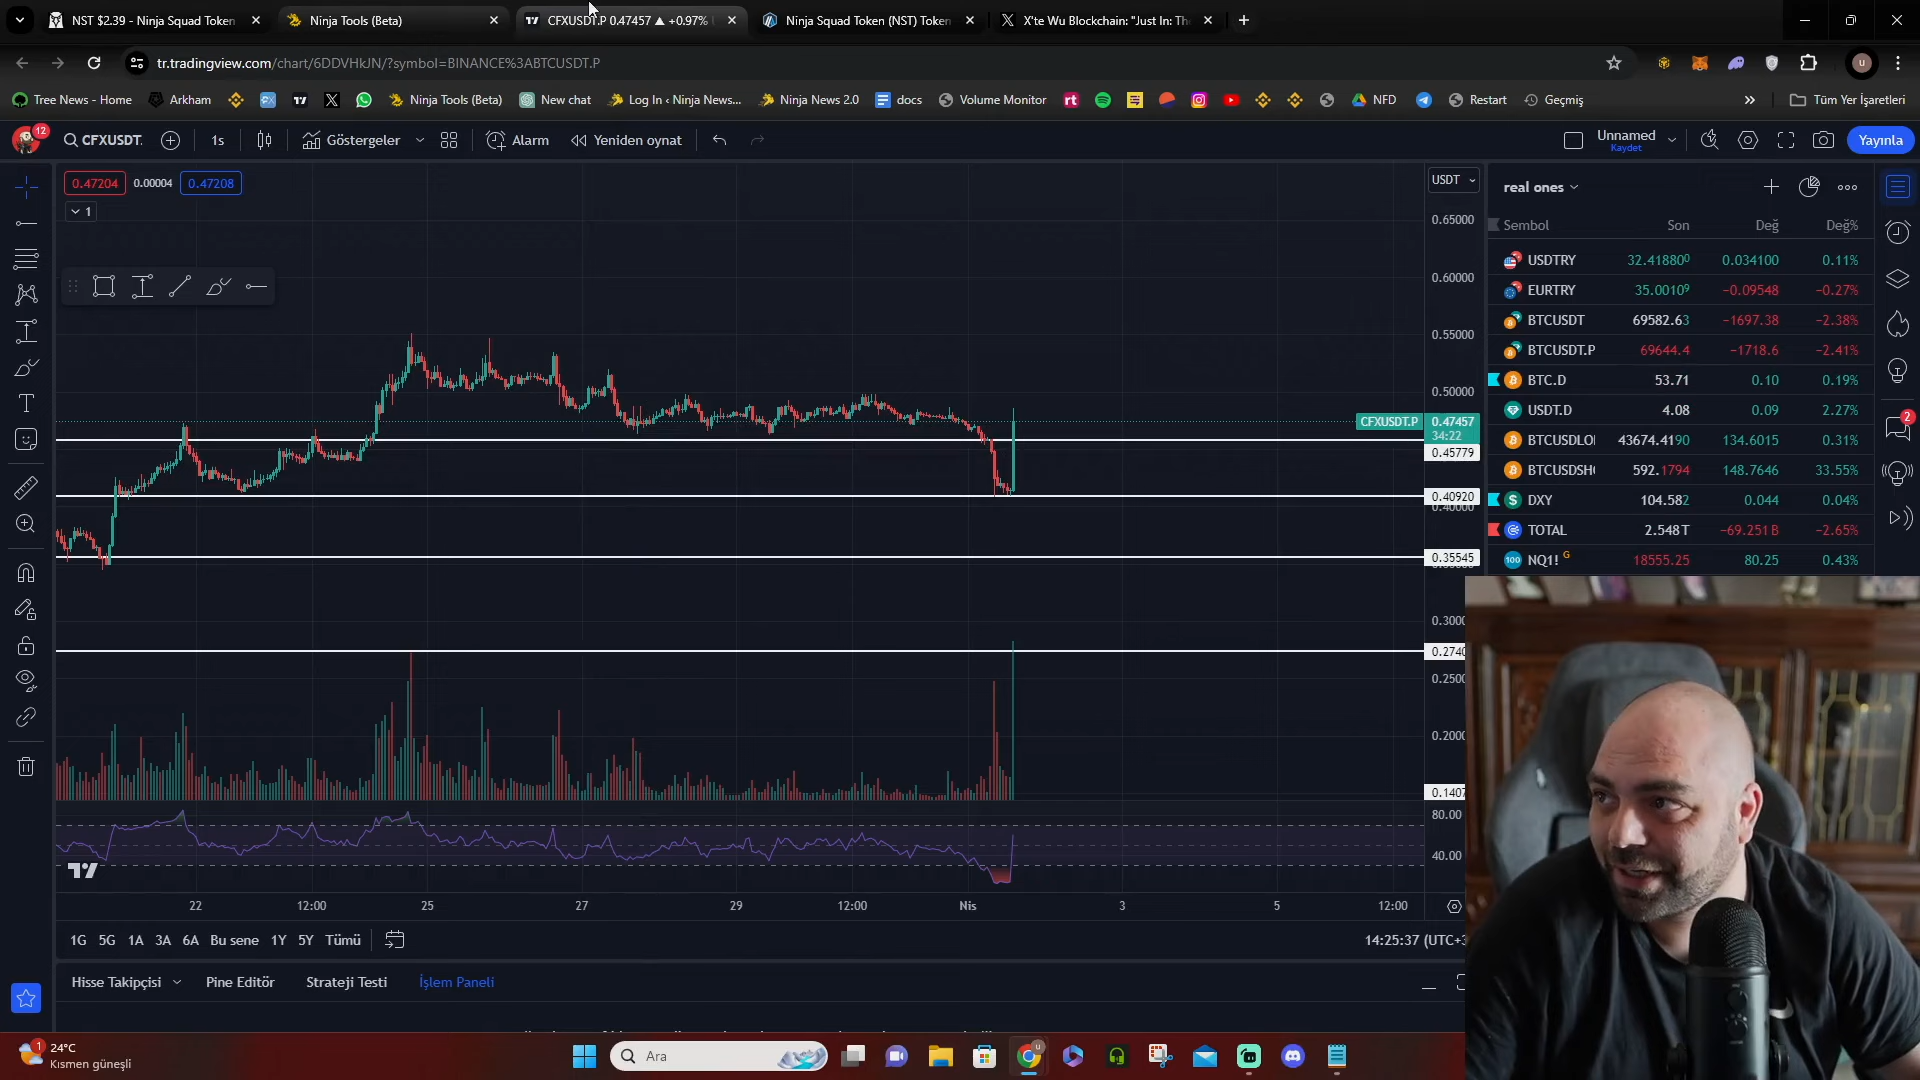 NST $2.39 - Ninja Squad Token
Ninja Tools (Beta)
CFXUSDT.P 0.47457 ▲ +0.97%
Ninja Squad Token (NST) Token
X'te Wu Blockchain: "Just In: Th
tr.tradingview.com/chart/6DDVHkJN/?symbol=BINANCE%3ABTCUSDT.P
Tree News - Home
Arkham
Ninja Tools (Beta)
New chat
Log In ‹ Ninja News...
Ninja News 2.0
docs
Volume Monitor
NFD
Restart
Geçmiş
Tüm Yer İşaretleri
12
CFXUSDT.
1s
Göstergeler
Alarm
Yeniden oynat
Unnamed
Kaydet
Yayınla
0.47204
0.00004
0.47208
1
USDT
0.65000
0.60000
0.55000
0.50000
CFXUSDT.P
0.47457
34:22
0.45779
0.40920
0.40000
0.35545
0.3000
0.2740
0.2500
0.2000
0.1407
80.00
40.00
22
12:00
25
27
29
12:00
Nis
3
5
12:00
1G
5G
1A
3A
6A
Bu sene
1Y
5Y
Tümü
14:25:37 (UTC+3
Hisse Takipçisi
Pine Editör
Strateji Testi
İşlem Paneli
real ones
Sembol
Son
Değ
Değ%
USDTRY 32.418800 0.034100 0.11%
EURTRY 35.00109 −0.09548 −0.27%
BTCUSDT 69582.63 −1697.38 −2.38%
BTCUSDT.P 69644.4 −1718.6 −2.41%
BTC.D 53.71 0.10 0.19%
USDT.D 4.08 0.09 2.27%
BTCUSDLO 43674.4190 134.6015 0.31%
BTCUSDSH 592.1794 148.7646 33.55%
DXY 104.582 0.044 0.04%
TOTAL 2.548T −69.251B −2.65%
NQ1! G 18555.25 80.25 0.43%
2
1
24°C
Kısmen güneşli
Ara